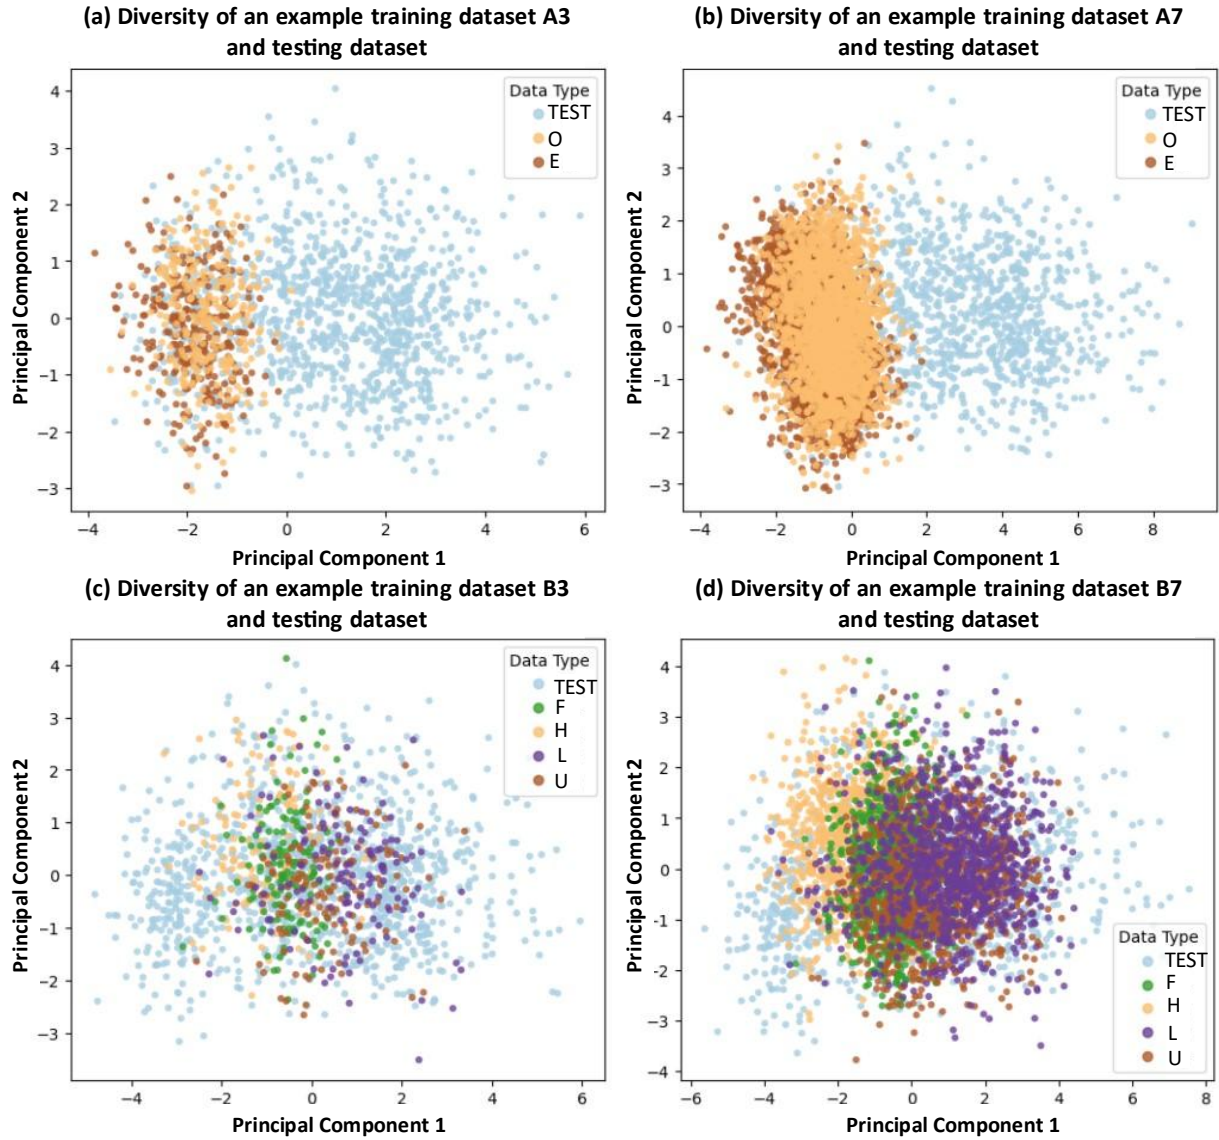 (a) Diversity of an example training dataset A3
and testing dataset
Data Type
TEST
O
E
4
3
2
1
0
−1
−2
−3
Principal Component 2
−4
−2
0
2
4
6
Principal Component 1
(b) Diversity of an example training dataset A7
and testing dataset
Data Type
TEST
O
E
4
3
2
1
0
−1
−2
−3
Principal Component 2
−4
−2
0
2
4
6
8
Principal Component 1
(c) Diversity of an example training dataset B3
and testing dataset
Data Type
TEST
F
H
L
U
4
3
2
1
0
−1
−2
−3
Principal Component 2
−4
−2
0
2
4
6
Principal Component 1
(d) Diversity of an example training dataset B7
and testing dataset
4
3
2
1
0
−1
−2
−3
−4
Principal Component 2
Data Type
TEST
F
H
L
U
−6
−4
−2
0
2
4
6
8
Principal Component 1